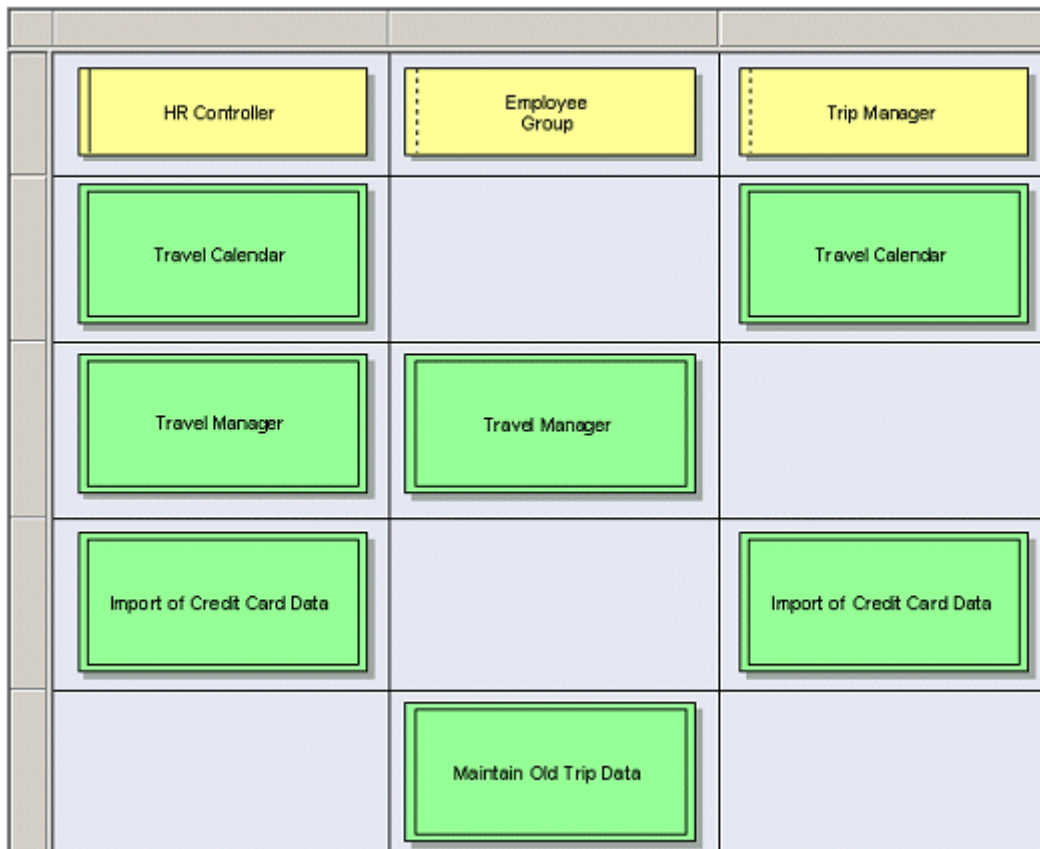 HR Controller
Employee
Group
Trip Manager
Travel Calendar
Travel Calendar
Travel Manager
Travel Manager
Import of Credit Card Data
Import of Credit Card Data
Maintain Old Trip Data